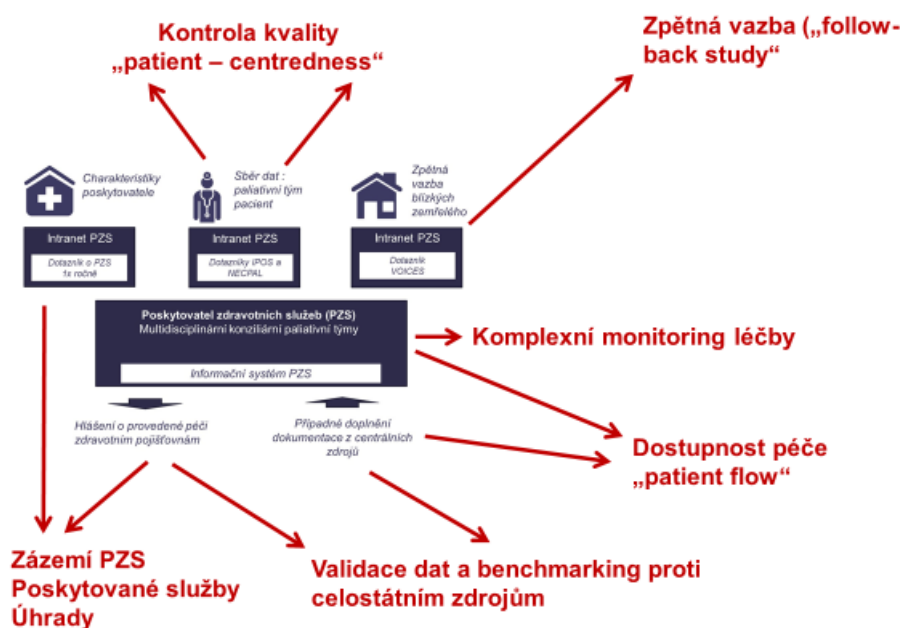 Kontrola kvality
„patient – centredness“
Zpětná vazba („follow-
back study“
Charakteristiky
poskytovatele
Sběr dat :
paliativní tým
pacient
Zpětná
vazba
blízkých
zemřelého
Intranet PZS
Dotazník o PZS
1x ročně
Intranet PZS
Dotazníky IPOS a
NECPAL
Intranet PZS
Dotazník
VOICES
Poskytovatel zdravotních služeb (PZS)
Multidisciplinární konziliární paliativní týmy
Informační systém PZS
Komplexní monitoring léčby
Hlášení o provedené péči
zdravotním pojišťovnám
Případné doplnění
dokumentace z centrálních
zdrojů
Dostupnost péče
„patient flow“
Zázemí PZS
Poskytované služby
Úhrady
Validace dat a benchmarking proti
celostátním zdrojům